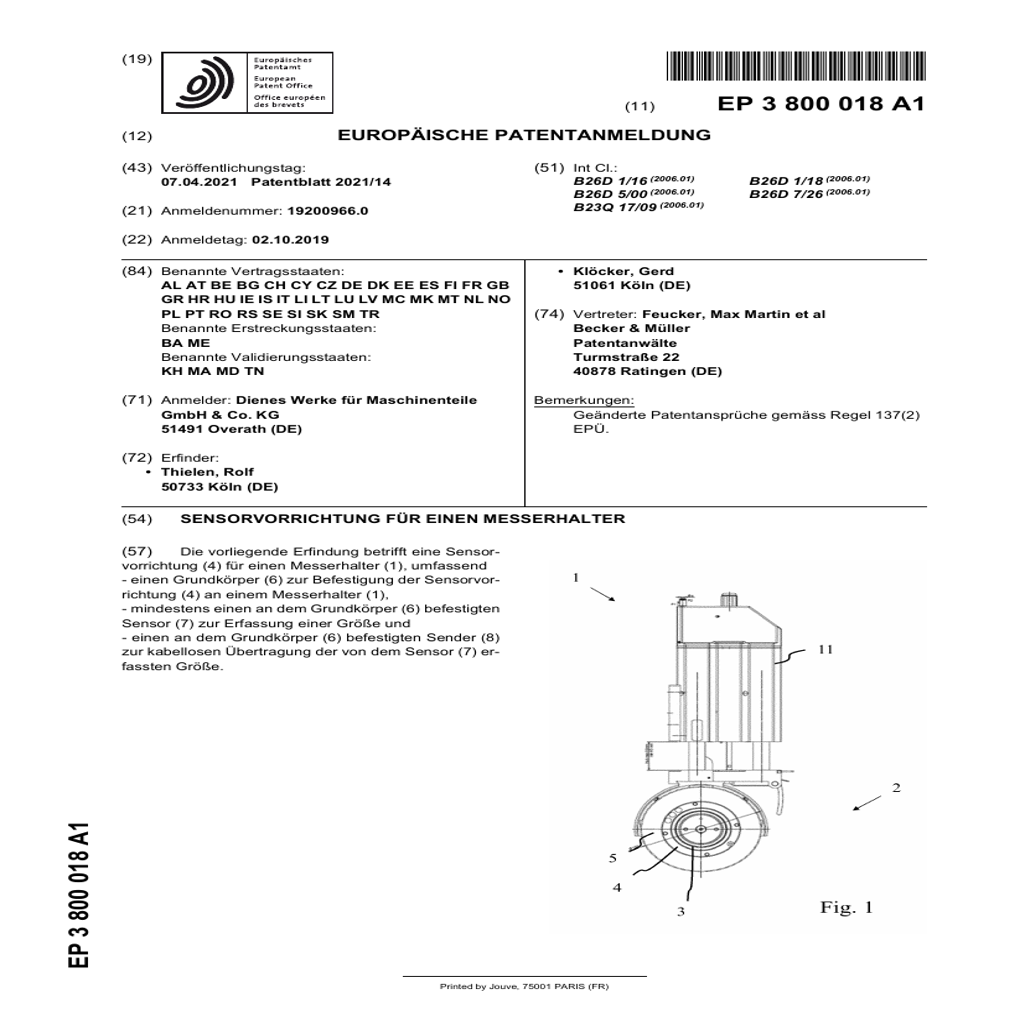 (19)
Europäisches
Patentamt
European
Patent Office
Office européen
des brevets
(11) EP 3 800 018 A1
(12) EUROPÄISCHE PATENTANMELDUNG
(43) Veröffentlichungstag:
07.04.2021 Patentblatt 2021/14
(21) Anmeldenummer: 19200966.0
(22) Anmeldetag: 02.10.2019
(51) Int Cl.:
B26D 1/16 (2006.01) B26D 1/18 (2006.01)
B26D 5/00 (2006.01) B26D 7/26 (2006.01)
B23Q 17/09 (2006.01)
(84) Benannte Vertragsstaaten:
AL AT BE BG CH CY CZ DE DK EE ES FI FR GB
GR HR HU IE IS IT LI LT LU LV MC MK MT NL NO
PL PT RO RS SE SI SK SM TR
Benannte Erstreckungsstaaten:
BA ME
Benannte Validierungsstaaten:
KH MA MD TN
(71) Anmelder: Dienes Werke für Maschinenteile
GmbH & Co. KG
51491 Overath (DE)
(72) Erfinder:
• Thielen, Rolf
50733 Köln (DE)
• Klöcker, Gerd
51061 Köln (DE)
(74) Vertreter: Feucker, Max Martin et al
Becker & Müller
Patentanwälte
Turmstraße 22
40878 Ratingen (DE)
Bemerkungen:
Geänderte Patentansprüche gemäss Regel 137(2)
EPÜ.
(54) SENSORVORRICHTUNG FÜR EINEN MESSERHALTER
(57) Die vorliegende Erfindung betrifft eine Sensor-
vorrichtung (4) für einen Messerhalter (1), umfassend
- einen Grundkörper (6) zur Befestigung der Sensorvor-
richtung (4) an einem Messerhalter (1),
- mindestens einen an dem Grundkörper (6) befestigten
Sensor (7) zur Erfassung einer Größe und
- einen an dem Grundkörper (6) befestigten Sender (8)
zur kabellosen Übertragung der von dem Sensor (7) er-
fassten Größe.
1
11
2
5
4
3
Fig. 1
EP 3 800 018 A1
Printed by Jouve, 75001 PARIS (FR)